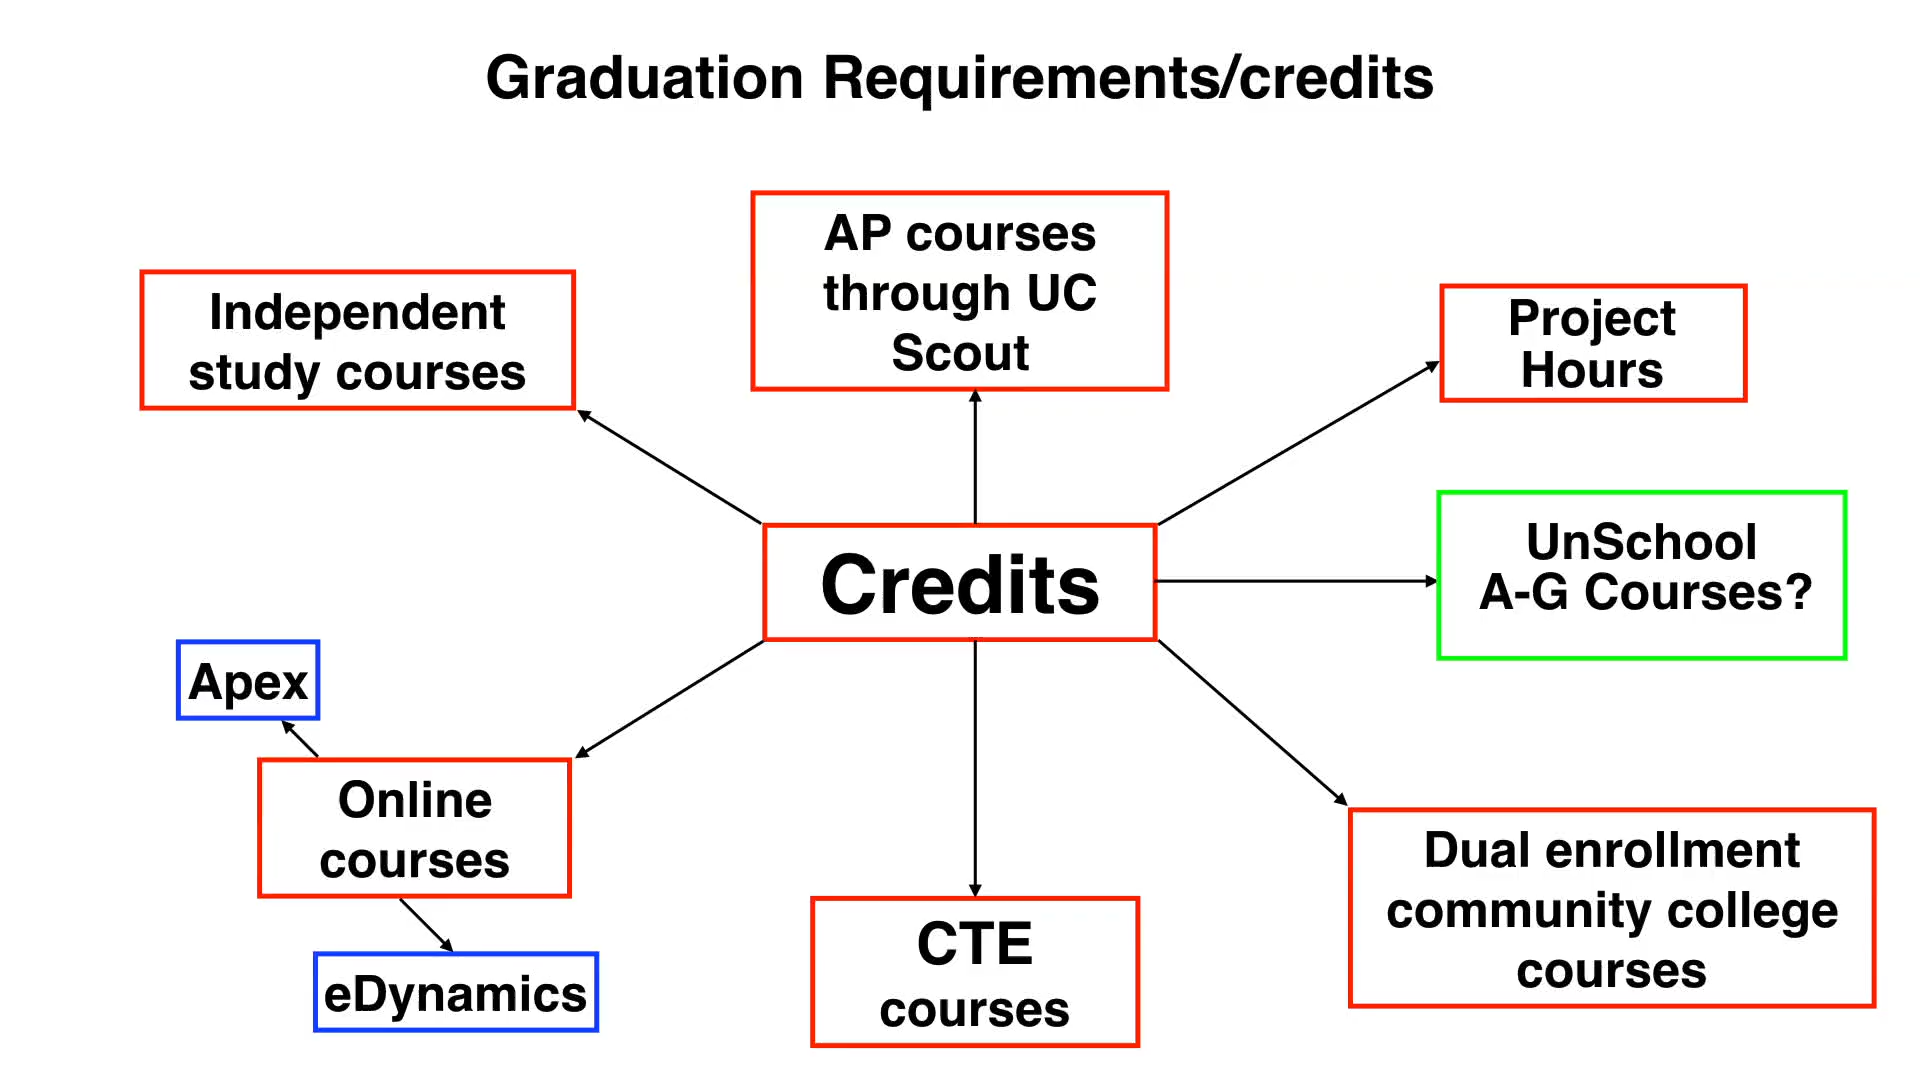 Graduation Requirements/credits
AP courses
through UC
Scout
Independent
study courses
Project
Hours
UnSchool
A-G Courses?
Credits
Apex
Online
courses
eDynamics
CTE
courses
Dual enrollment
community college
courses